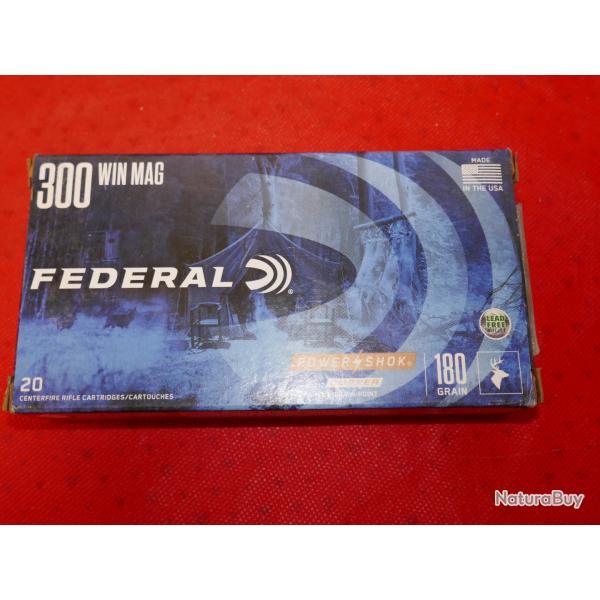 300 WIN MAG
MADE
IN THE USA
FEDERAL
®
LEAD
FREE
POWER SHOK®
COPPER
180
GRAIN
20
CENTERFIRE RIFLE CARTRIDGES/CARTOUCHES
NaturaBuy